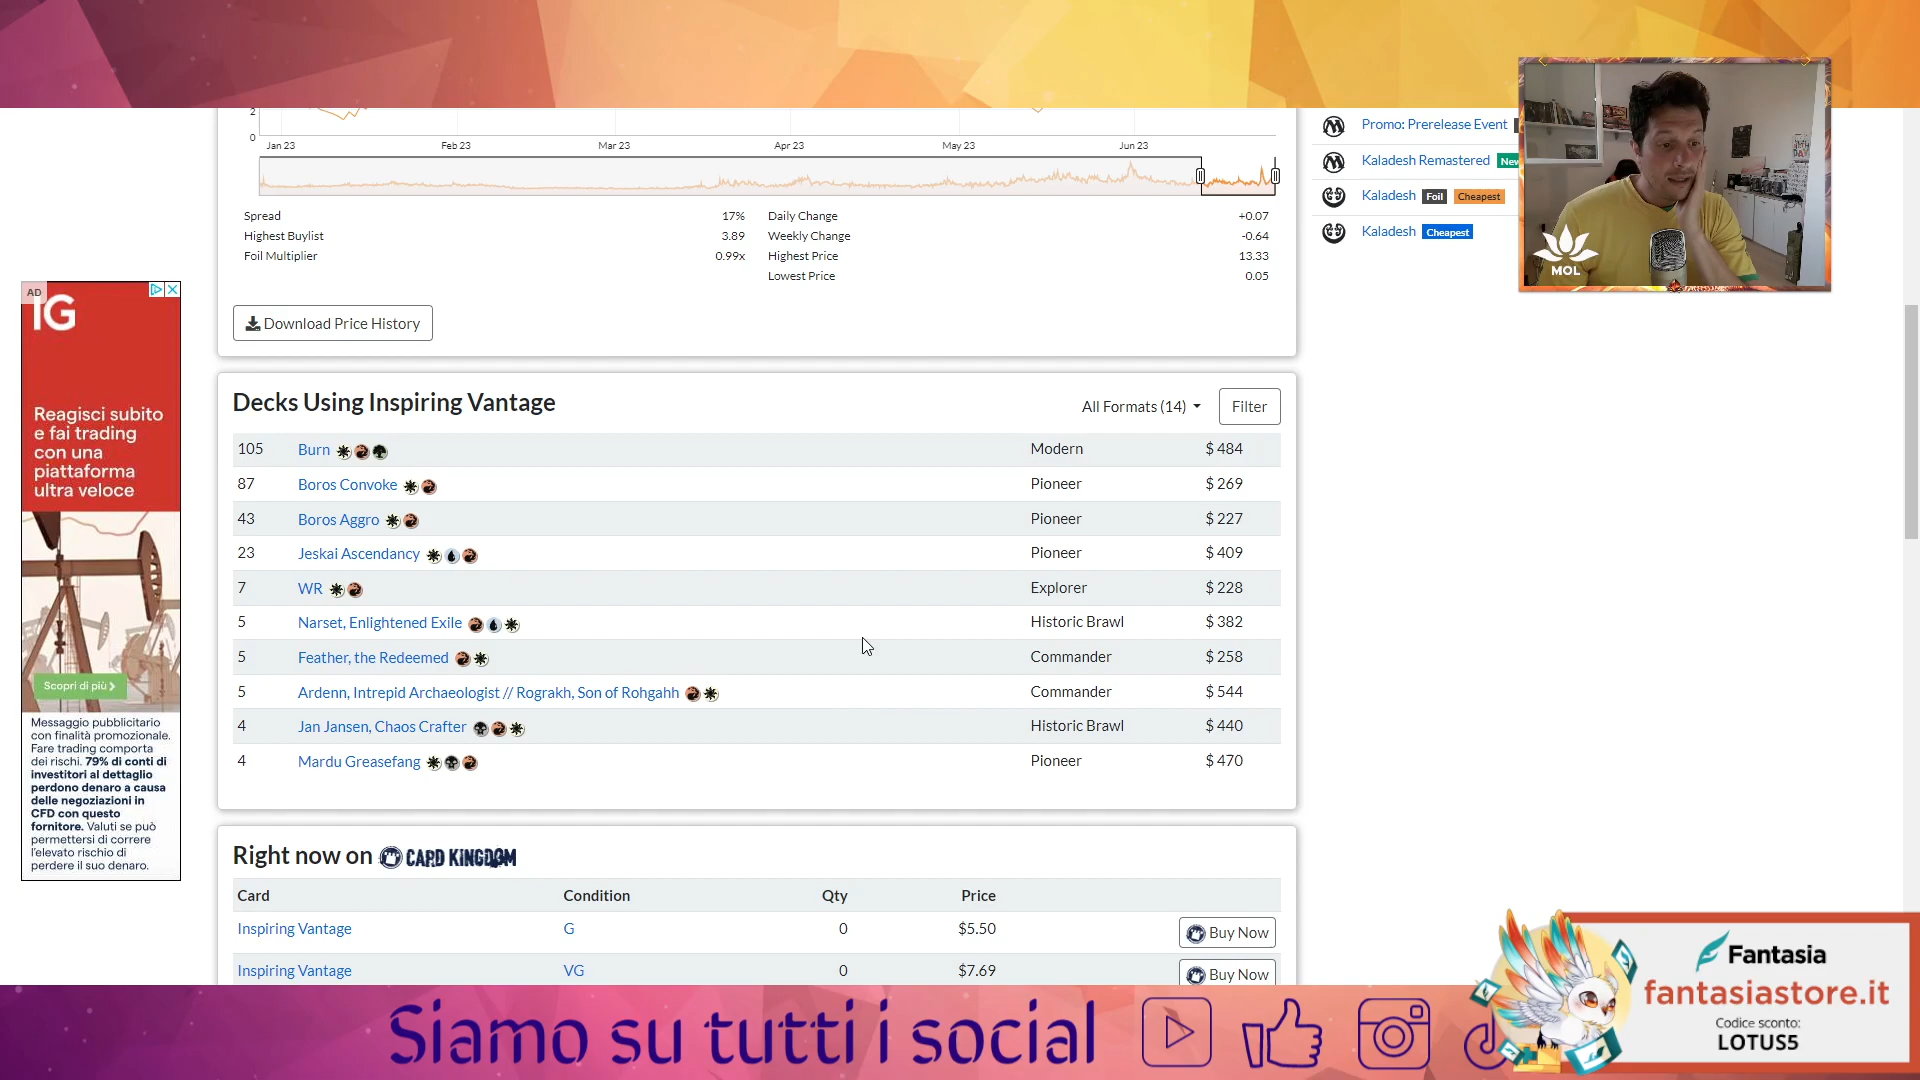 2
0
Jan 23
Feb 23
Mar 23
Apr 23
May 23
Jun 23
Spread 17%
Highest Buylist 3.89
Foil Multiplier 0.99x
Daily Change +0.07
Weekly Change -0.64
Highest Price 13.33
Lowest Price 0.05
Download Price History
Promo: Prerelease Event
Kaladesh Remastered New
Kaladesh Foil Cheapest
Kaladesh Cheapest
MOL
AD
IG
Reagisci subito
e fai trading
con una
piattaforma
ultra veloce
Scopri di più
Messaggio pubblicitario
con finalità promozionale.
Fare trading comporta
dei rischi. 79% di conti di
investitori al dettaglio
perdono denaro a causa
delle negoziazioni in
CFD con questo
fornitore. Valuti se può
permettersi di correre
l'elevato rischio di
perdere il suo denaro.
Decks Using Inspiring Vantage
All Formats (14)
Filter
105 Burn Modern $ 484
87 Boros Convoke Pioneer $ 269
43 Boros Aggro Pioneer $ 227
23 Jeskai Ascendancy Pioneer $ 409
7 WR Explorer $ 228
5 Narset, Enlightened Exile Historic Brawl $ 382
5 Feather, the Redeemed Commander $ 258
5 Ardenn, Intrepid Archaeologist // Rograkh, Son of Rohgahh Commander $ 544
4 Jan Jansen, Chaos Crafter Historic Brawl $ 440
4 Mardu Greasefang Pioneer $ 470
Right now on CARD KINGDOM
Card Condition Qty Price
Inspiring Vantage G 0 $5.50 Buy Now
Inspiring Vantage VG 0 $7.69 Buy Now
Siamo su tutti i social
Fantasia
fantasiastore.it
Codice sconto:
LOTUS5